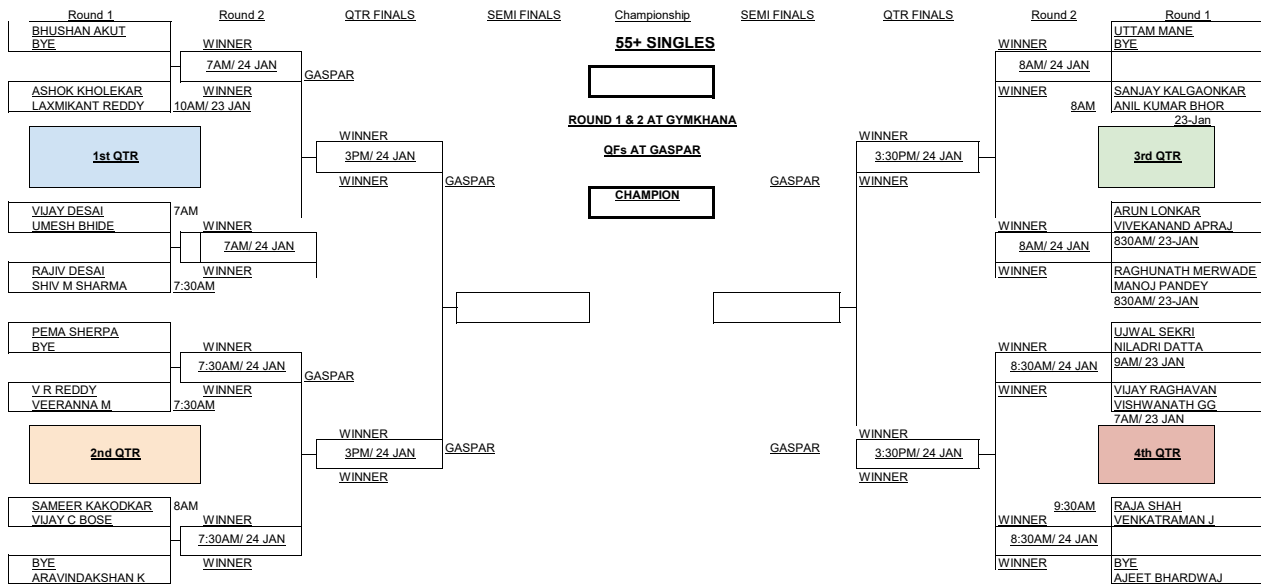 Round 1 Round 2 QTR FINALS SEMI FINALS Championship SEMI FINALS QTR FINALS Round 2 Round 1
BHUSHAN AKUT
BYE
WINNER
7AM/ 24 JAN
GASPAR
ASHOK KHOLEKAR
LAXMIKANT REDDY
WINNER
10AM/ 23 JAN
1st QTR
WINNER
3PM/ 24 JAN
WINNER
GASPAR
VIJAY DESAI
UMESH BHIDE
7AM
WINNER
7AM/ 24 JAN
RAJIV DESAI
SHIV M SHARMA
WINNER
7:30AM
PEMA SHERPA
BYE
WINNER
7:30AM/ 24 JAN
GASPAR
V R REDDY
VEERANNA M
WINNER
7:30AM
2nd QTR
WINNER
3PM/ 24 JAN
WINNER
GASPAR
SAMEER KAKODKAR
VIJAY C BOSE
8AM
WINNER
7:30AM/ 24 JAN
BYE
ARAVINDAKSHAN K
WINNER
55+ SINGLES
ROUND 1 & 2 AT GYMKHANA
QFs AT GASPAR
CHAMPION
UTTAM MANE
BYE
WINNER
8AM/ 24 JAN
SANJAY KALGAONKAR
ANIL KUMAR BHOR
WINNER
8AM
23-Jan
3rd QTR
WINNER
3:30PM/ 24 JAN
WINNER
GASPAR
ARUN LONKAR
VIVEKANAND APRAJ
830AM/ 23-JAN
WINNER
8AM/ 24 JAN
RAGHUNATH MERWADE
MANOJ PANDEY
830AM/ 23-JAN
WINNER
UJWAL SEKRI
NILADRI DATTA
9AM/ 23 JAN
WINNER
8:30AM/ 24 JAN
VIJAY RAGHAVAN
VISHWANATH GG
7AM/ 23 JAN
WINNER
4th QTR
WINNER
3:30PM/ 24 JAN
WINNER
GASPAR
9:30AM
RAJA SHAH
VENKATRAMAN J
WINNER
8:30AM/ 24 JAN
BYE
AJEET BHARDWAJ
WINNER